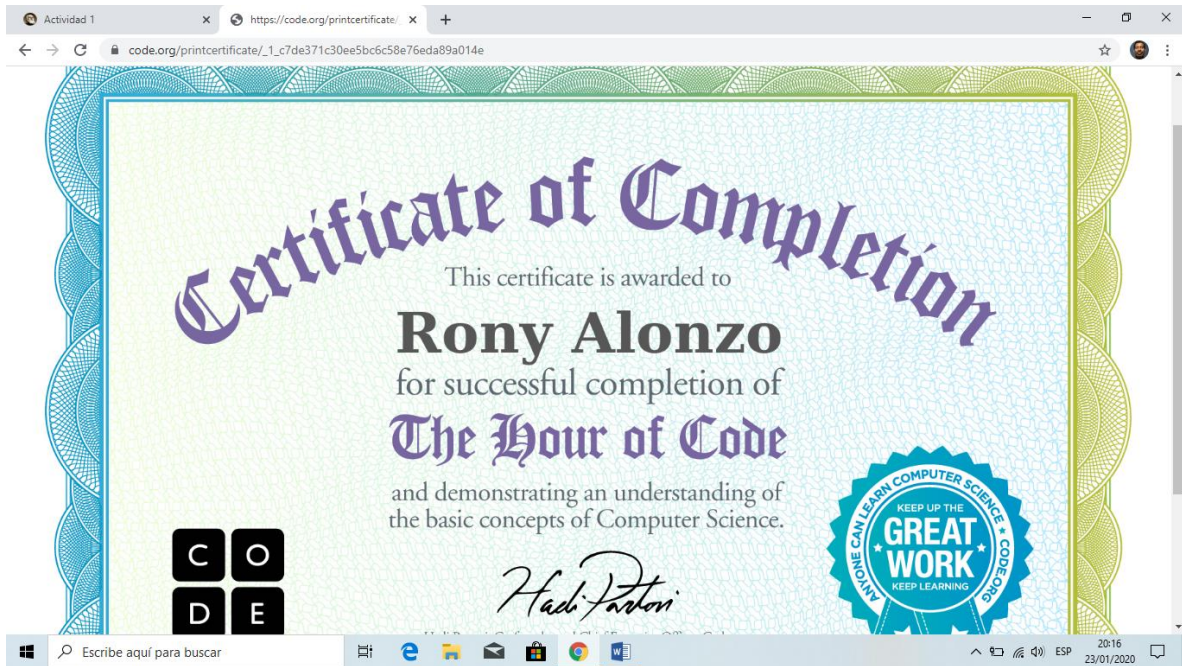 Actividad 1
https://code.org/printcertificate/
code.org/printcertificate/_1_c7de371c30ee5bc6c58e76eda89a014e
Certificate of Completion
This certificate is awarded to
Rony Alonzo
for successful completion of
The Hour of Code
and demonstrating an understanding of
the basic concepts of Computer Science.
C O
D E
Hadi Partovi
ANYONE CAN LEARN COMPUTER SCIENCE ★ CODE.ORG
KEEP UP THE
GREAT
WORK
KEEP LEARNING
Escribe aquí para buscar
ESP
20:16
23/01/2020